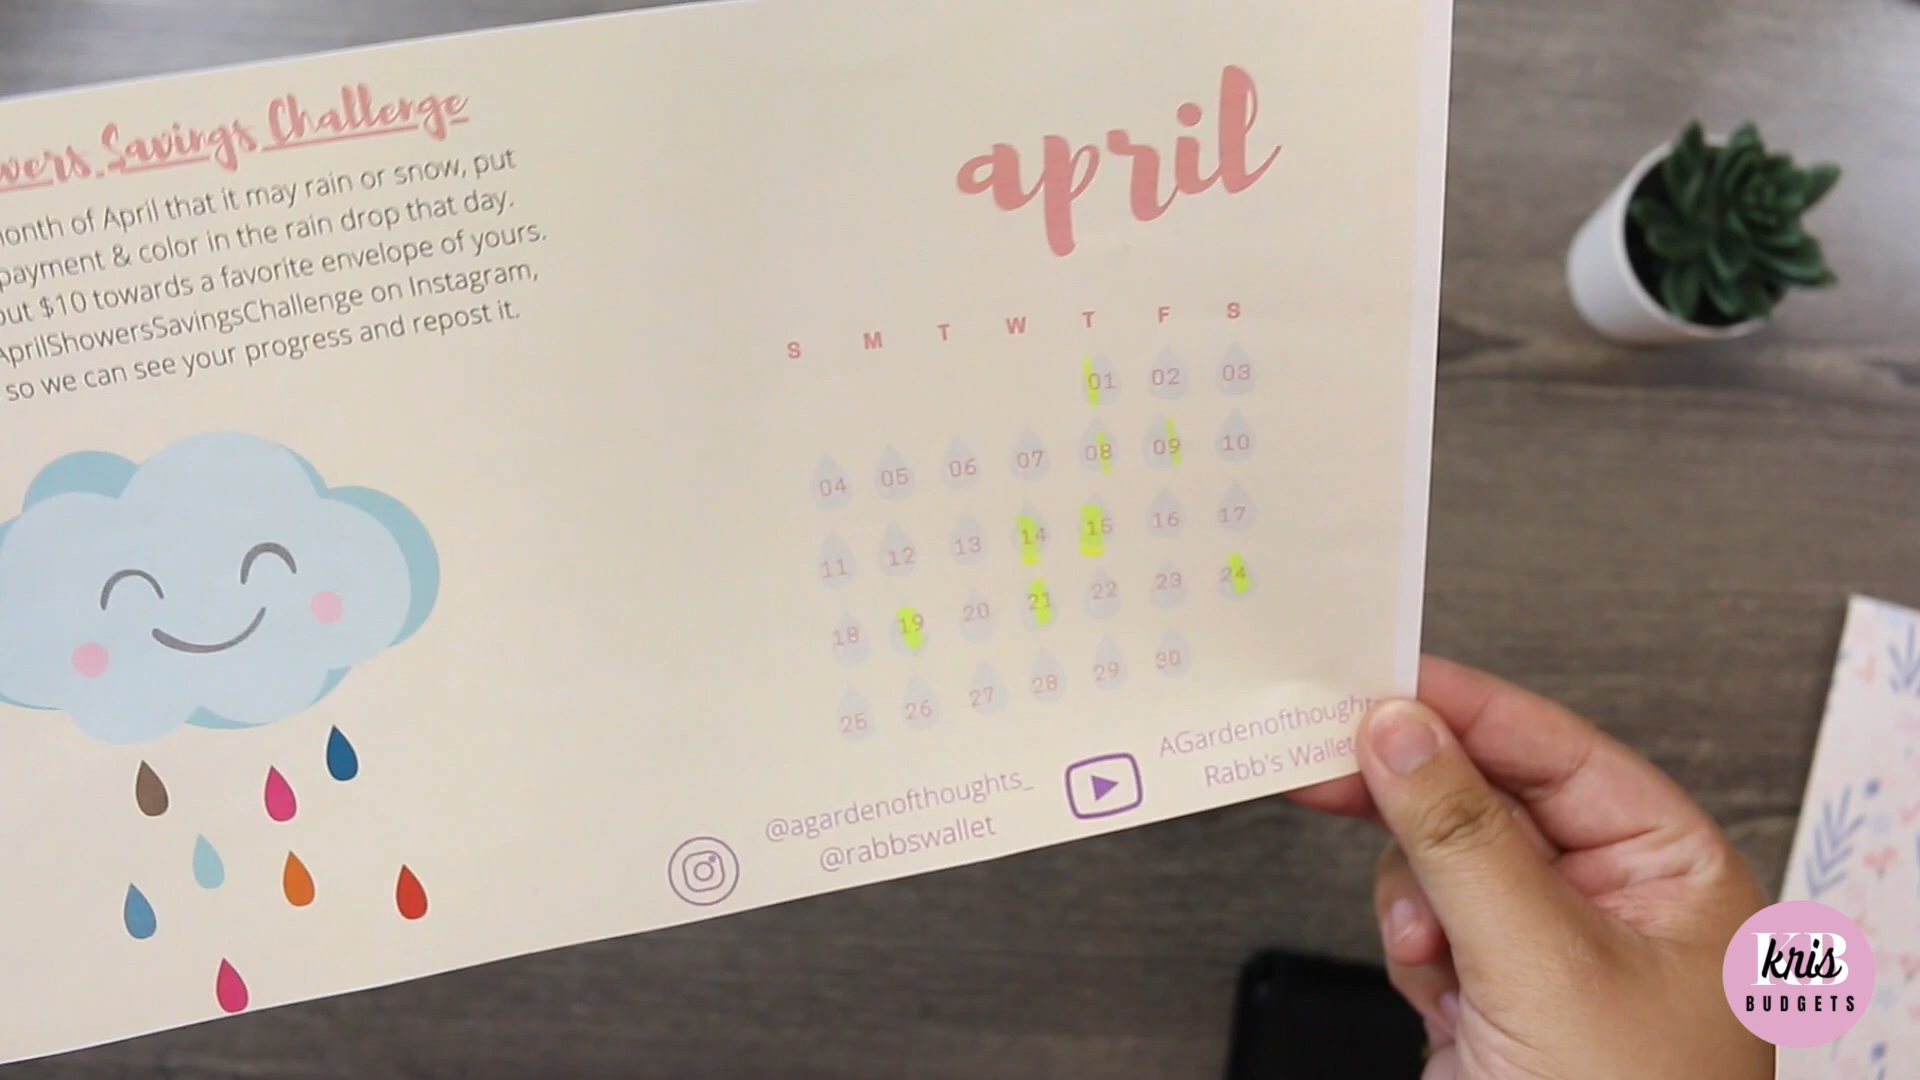 wers Savings Challenge
onth of April that it may rain or snow, put
payment & color in the rain drop that day.
out $10 towards a favorite envelope of yours.
AprilShowersSavingsChallenge on Instagram,
so we can see your progress and repost it.
april
S M T W T F S
01 02 03
04 05 06 07 08 09 10
11 12 13 14 15 16 17
18 19 20 21 22 23 24
25 26 27 28 29 30
@agardenofthoughts_
@rabbswallet
AGardenofthought
Rabb's Wallet
KB
kris
BUDGETS